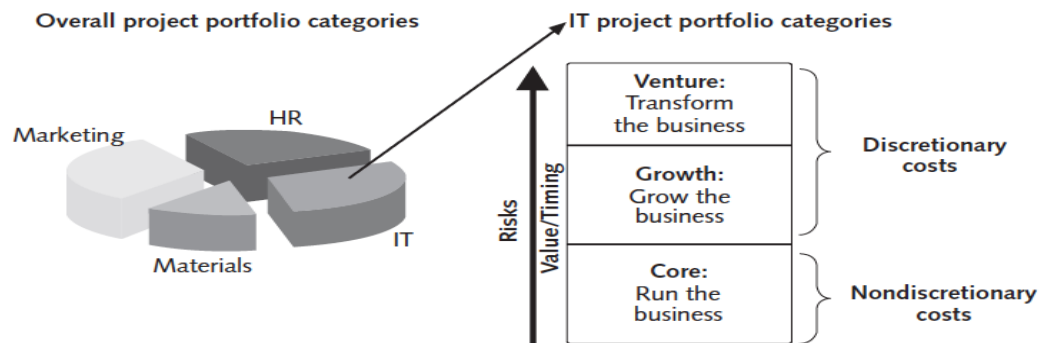 Overall project portfolio categories
IT project portfolio categories
Marketing
HR
IT
Materials
Risks
Value/Timing
Venture:
Transform
the business
Growth:
Grow the
business
Core:
Run the
business
Discretionary
costs
Nondiscretionary
costs